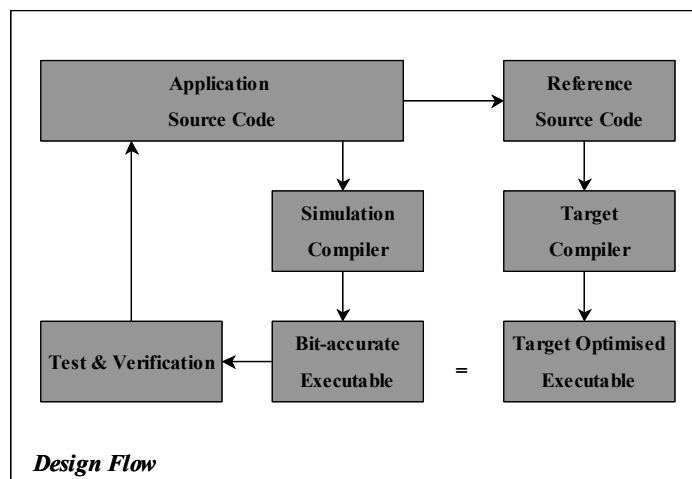 Application
Source Code
Reference
Source Code
Simulation
Compiler
Target
Compiler
Test & Verification
Bit-accurate
Executable
=
Target Optimised
Executable
Design Flow